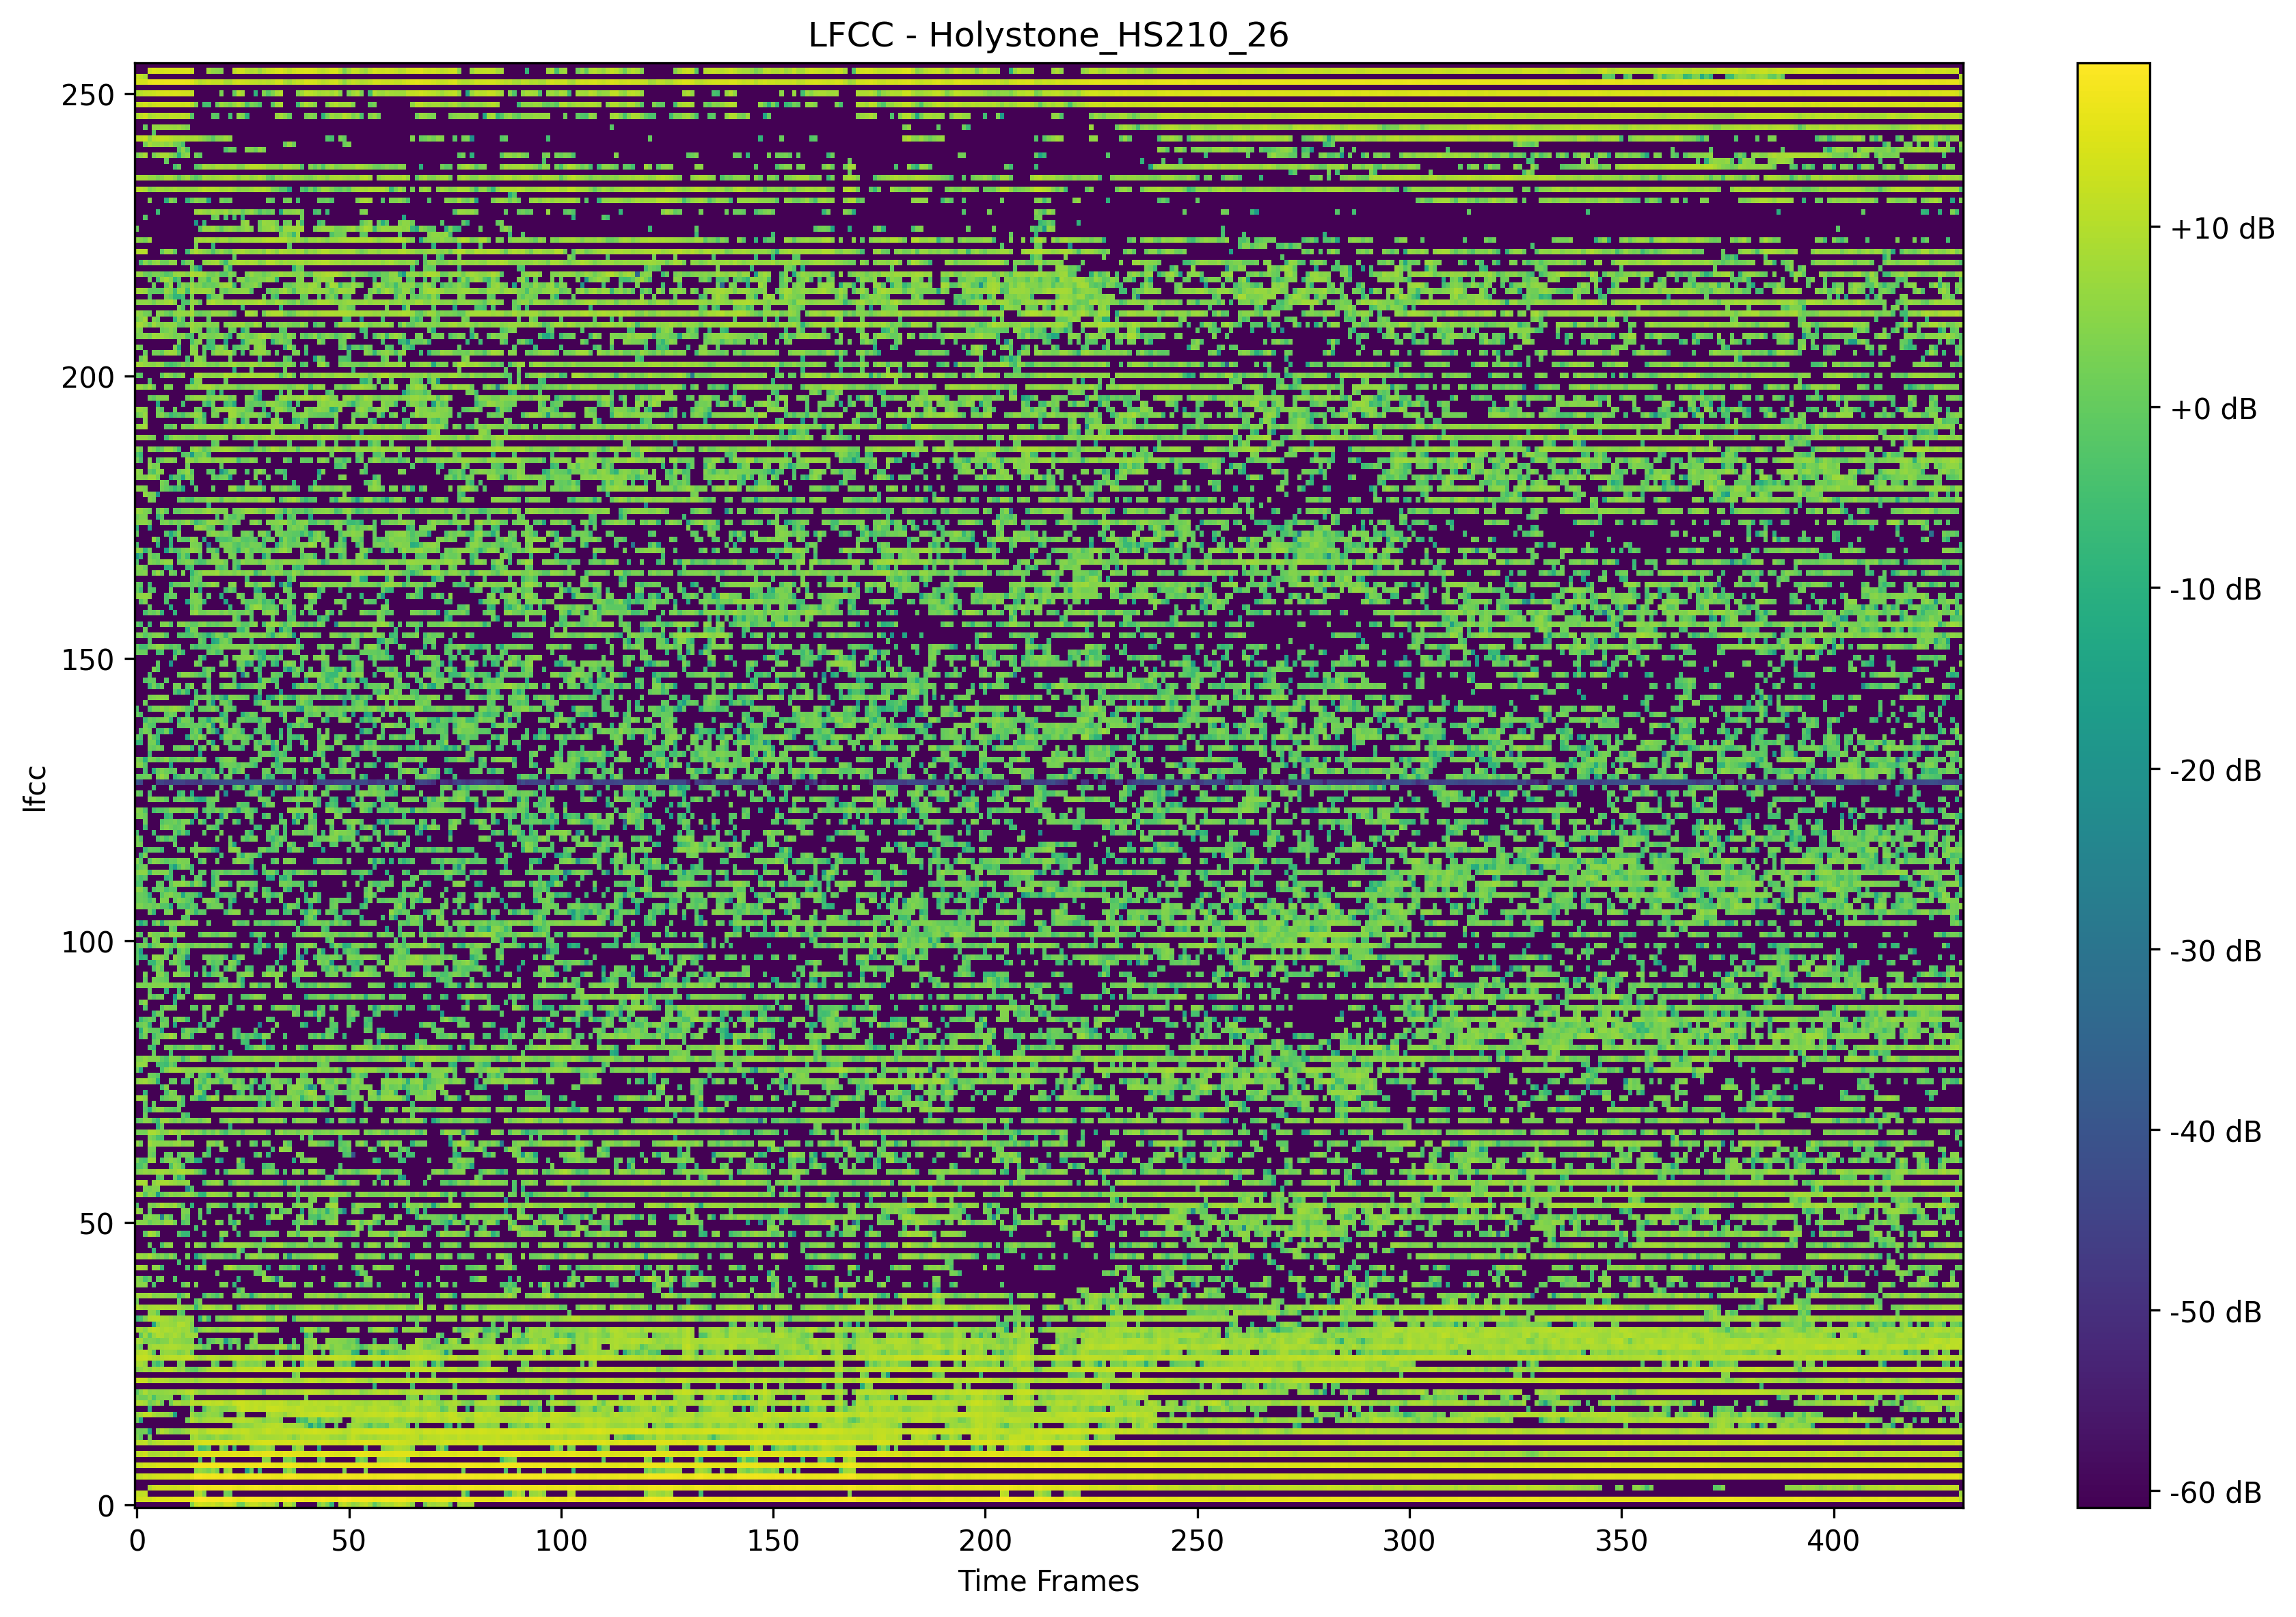 LFCC - Holystone_HS210_26
250
200
150
100
50
0
lfcc
0 50 100 150 200 250 300 350 400
Time Frames
+10 dB
+0 dB
-10 dB
-20 dB
-30 dB
-40 dB
-50 dB
-60 dB